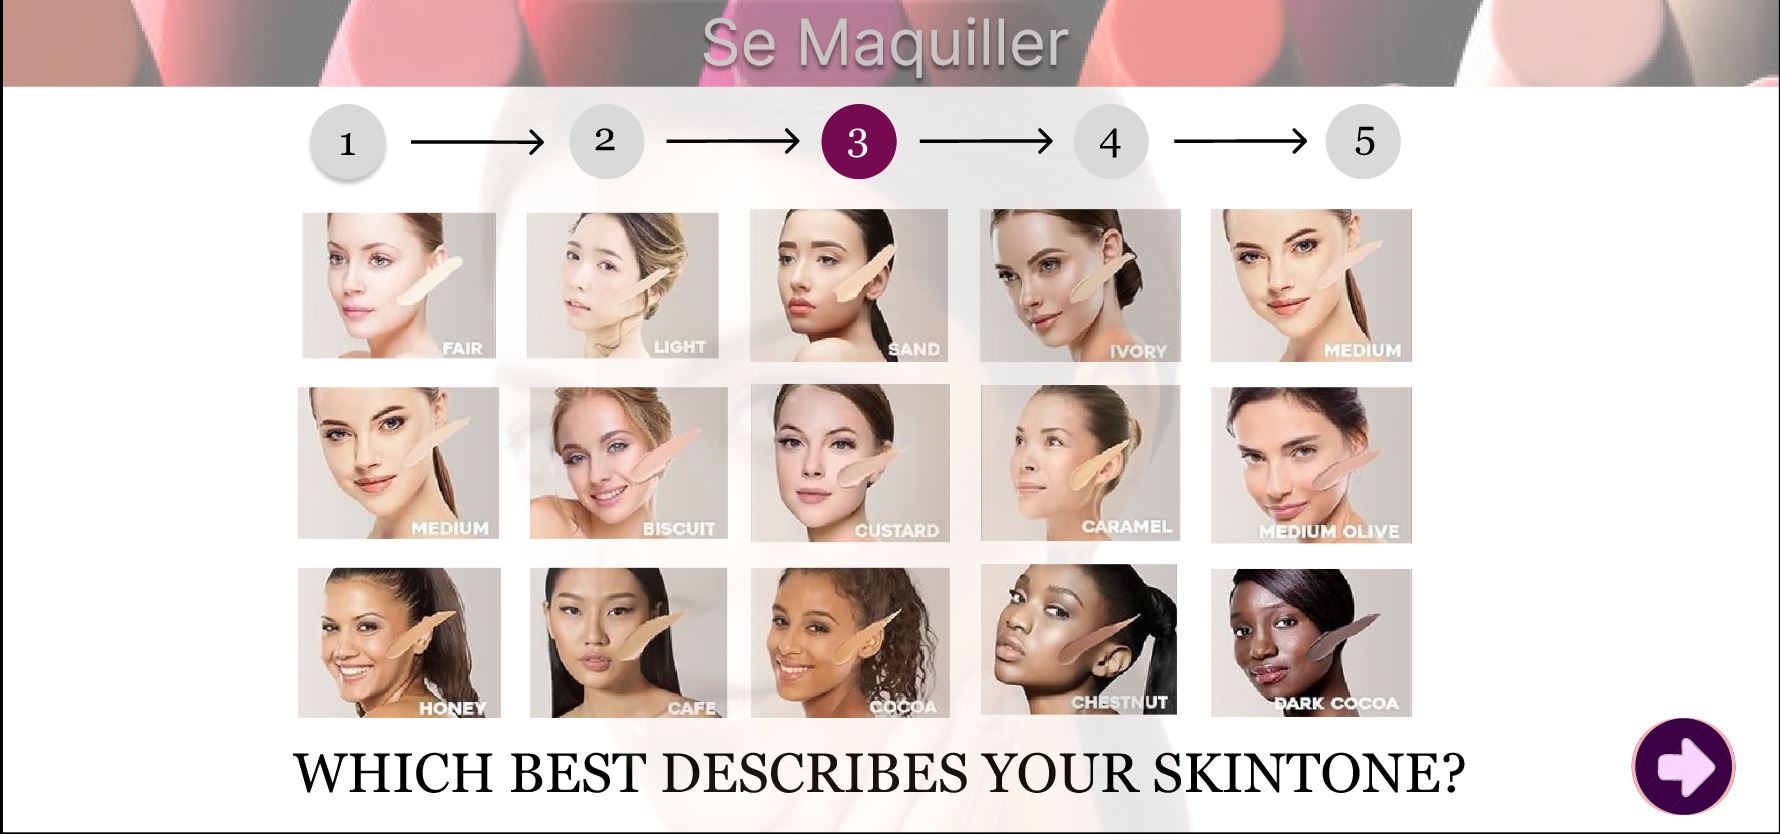 Se Maquiller
1 2 3 4 5
FAIR LIGHT SAND IVORY MEDIUM
MEDIUM BISCUIT CUSTARD CARAMEL MEDIUM OLIVE
HONEY CAFE COCOA CHESTNUT DARK COCOA
WHICH BEST DESCRIBES YOUR SKINTONE?